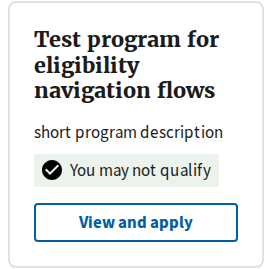 Test program for
eligibility
navigation flows
short program description
You may not qualify
View and apply